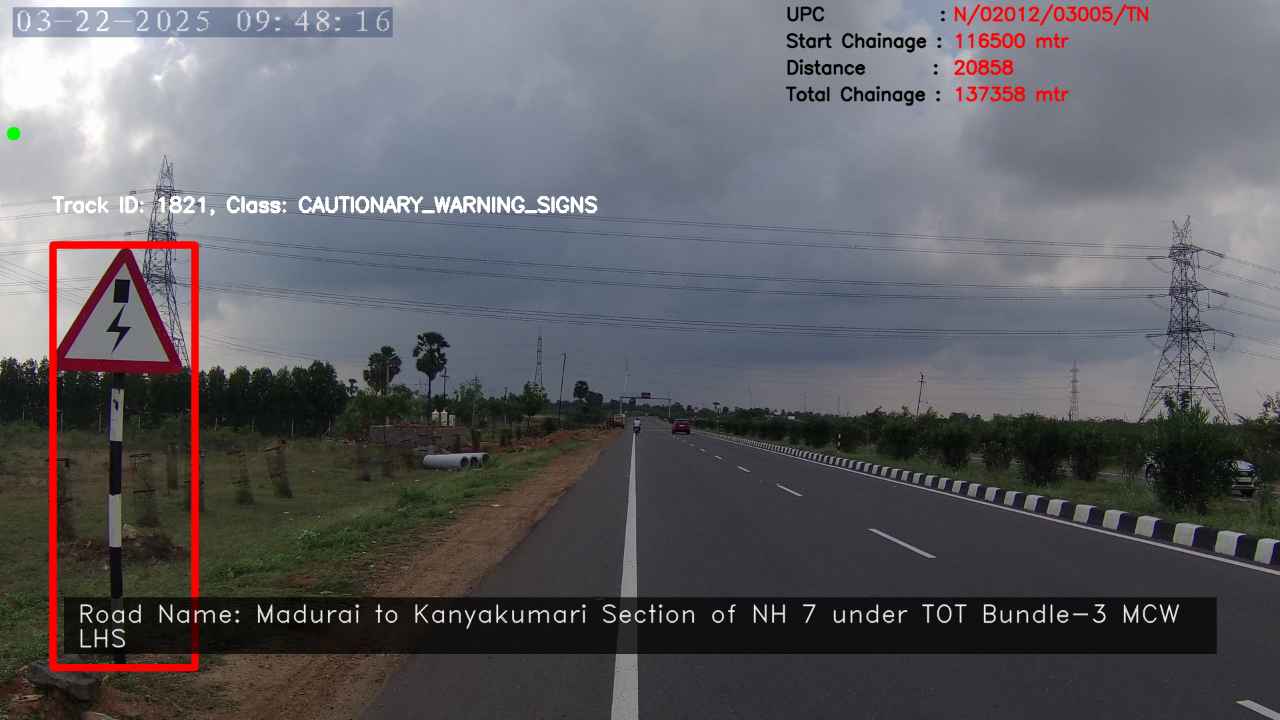 03-22-2025 09:48:16
UPC : N/02012/03005/TN
Start Chainage : 116500 mtr
Distance : 20858
Total Chainage : 137358 mtr
Track ID: 1821, Class: CAUTIONARY_WARNING_SIGNS
Road Name: Madurai to Kanyakumari Section of NH 7 under TOT Bundle-3 MCW
LHS